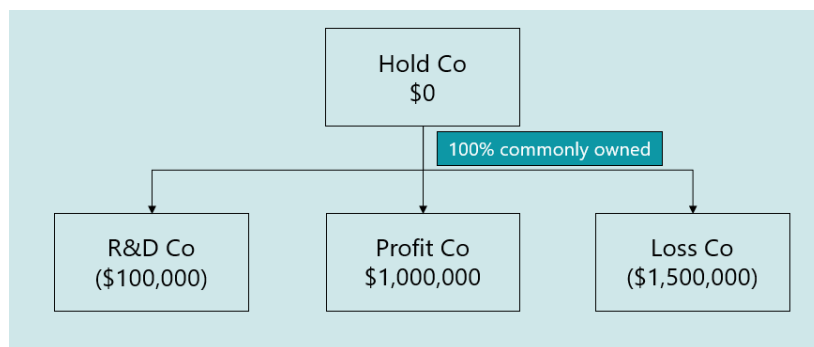 Hold Co
$0
100% commonly owned
R&D Co
($100,000)
Profit Co
$1,000,000
Loss Co
($1,500,000)